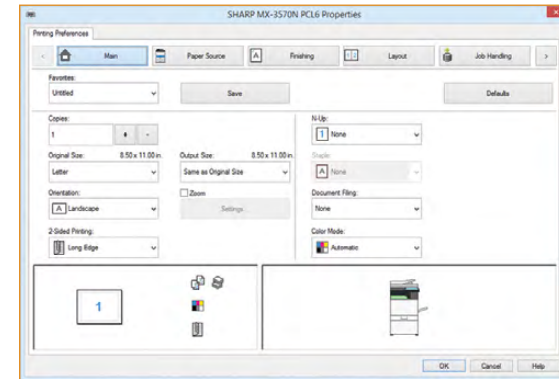 SHARP MX-3570N PCL6 Properties
Printing Preferences
Main
Paper Source
A
Finishing
1 2
Layout
Job Handling
Favorites:
Untitled
Save
Defaults
Copies:
1
N-Up:
1 None
Original Size: 8.50 x 11.00 in.
Output Size: 8.50 x 11.00 in.
Staple:
Letter
Same as Original Size
A None
Orientation:
Zoom
Document Filing:
A Landscape
Settings
None
2-Sided Printing:
Color Mode:
Long Edge
Automatic
1
OK
Cancel
Help